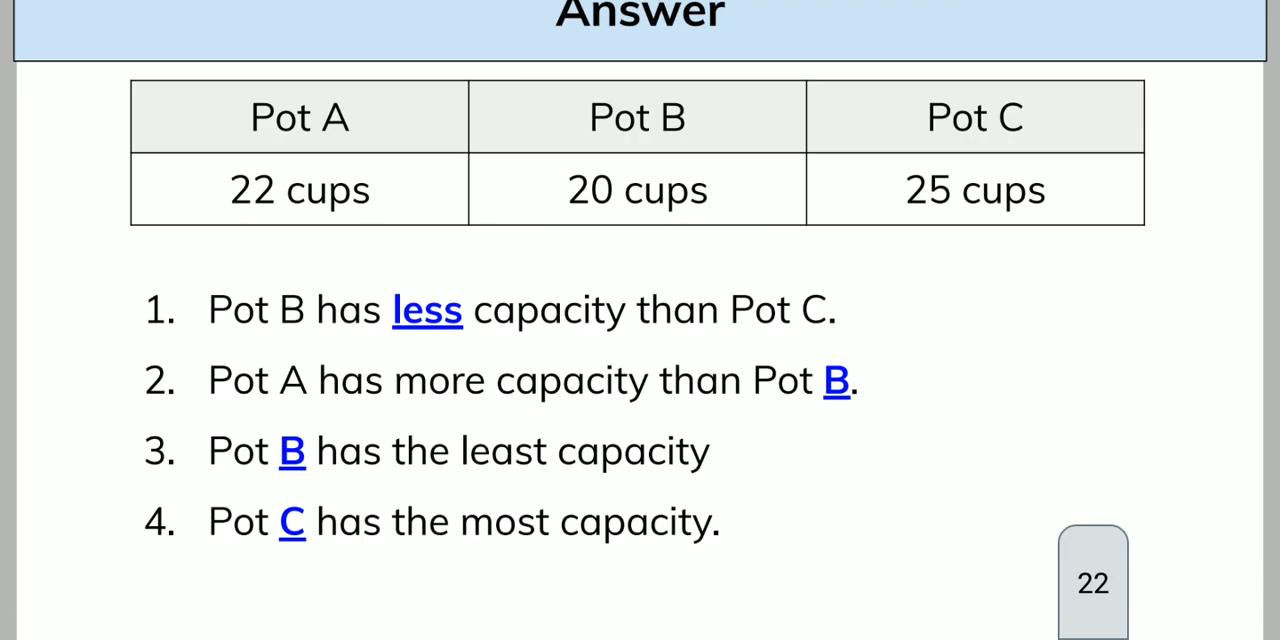 Answer
Pot A Pot B Pot C
22 cups 20 cups 25 cups
1. Pot B has less capacity than Pot C.
2. Pot A has more capacity than Pot B.
3. Pot B has the least capacity
4. Pot C has the most capacity.
22